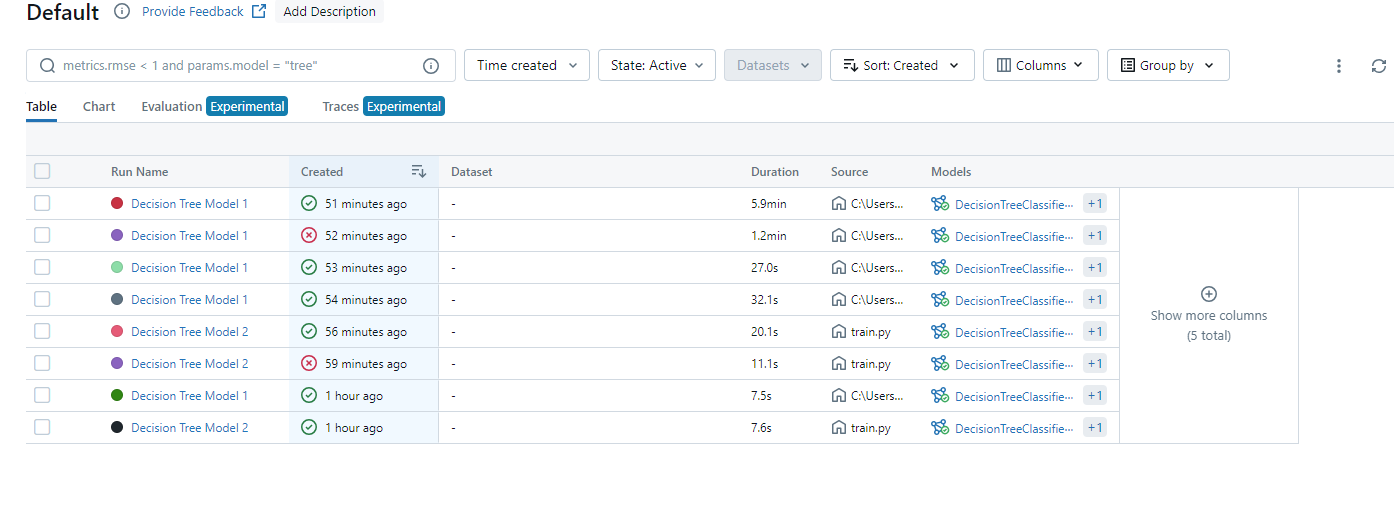 Default Provide Feedback Add Description
metrics.rmse < 1 and params.model = "tree" Time created State: Active Datasets Sort: Created Columns Group by
Table Chart Evaluation Experimental Traces Experimental
Run Name Created Dataset Duration Source Models
Decision Tree Model 1 51 minutes ago - 5.9min C:\Users... DecisionTreeClassifie... +1
Decision Tree Model 1 52 minutes ago - 1.2min C:\Users... DecisionTreeClassifie... +1
Decision Tree Model 1 53 minutes ago - 27.0s C:\Users... DecisionTreeClassifie... +1
Decision Tree Model 1 54 minutes ago - 32.1s C:\Users... DecisionTreeClassifie... +1
Decision Tree Model 2 56 minutes ago - 20.1s train.py DecisionTreeClassifie... +1
Decision Tree Model 2 59 minutes ago - 11.1s train.py DecisionTreeClassifie... +1
Decision Tree Model 1 1 hour ago - 7.5s C:\Users... DecisionTreeClassifie... +1
Decision Tree Model 2 1 hour ago - 7.6s train.py DecisionTreeClassifie... +1
Show more columns
(5 total)